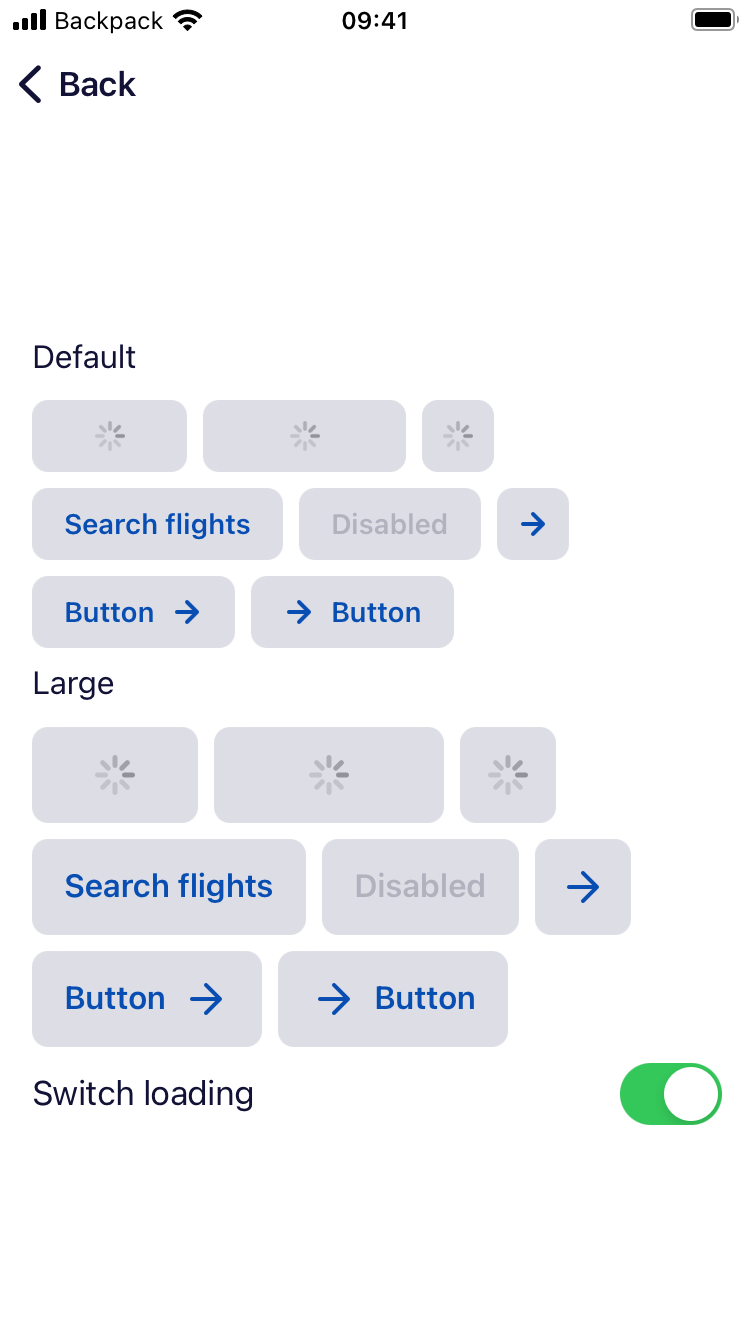 Backpack 09:41
Back
Default
Search flights Disabled
Button Button
Large
Search flights Disabled
Button Button
Switch loading